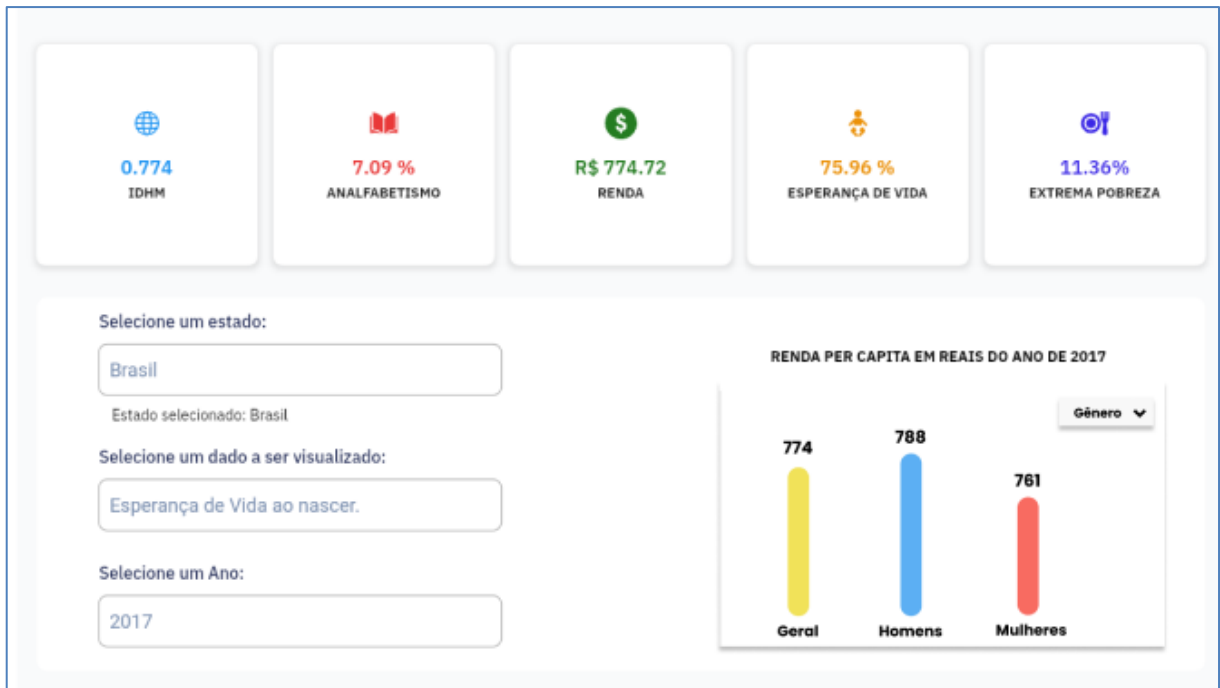 0.774
IDHM
7.09 %
ANALFABETISMO
R$ 774.72
RENDA
75.96 %
ESPERANÇA DE VIDA
11.36%
EXTREMA POBREZA
Selecione um estado:
Brasil
Estado selecionado: Brasil
Selecione um dado a ser visualizado:
Esperança de Vida ao nascer.
Selecione um Ano:
2017
RENDA PER CAPITA EM REAIS DO ANO DE 2017
Gênero
774
788
761
Geral
Homens
Mulheres